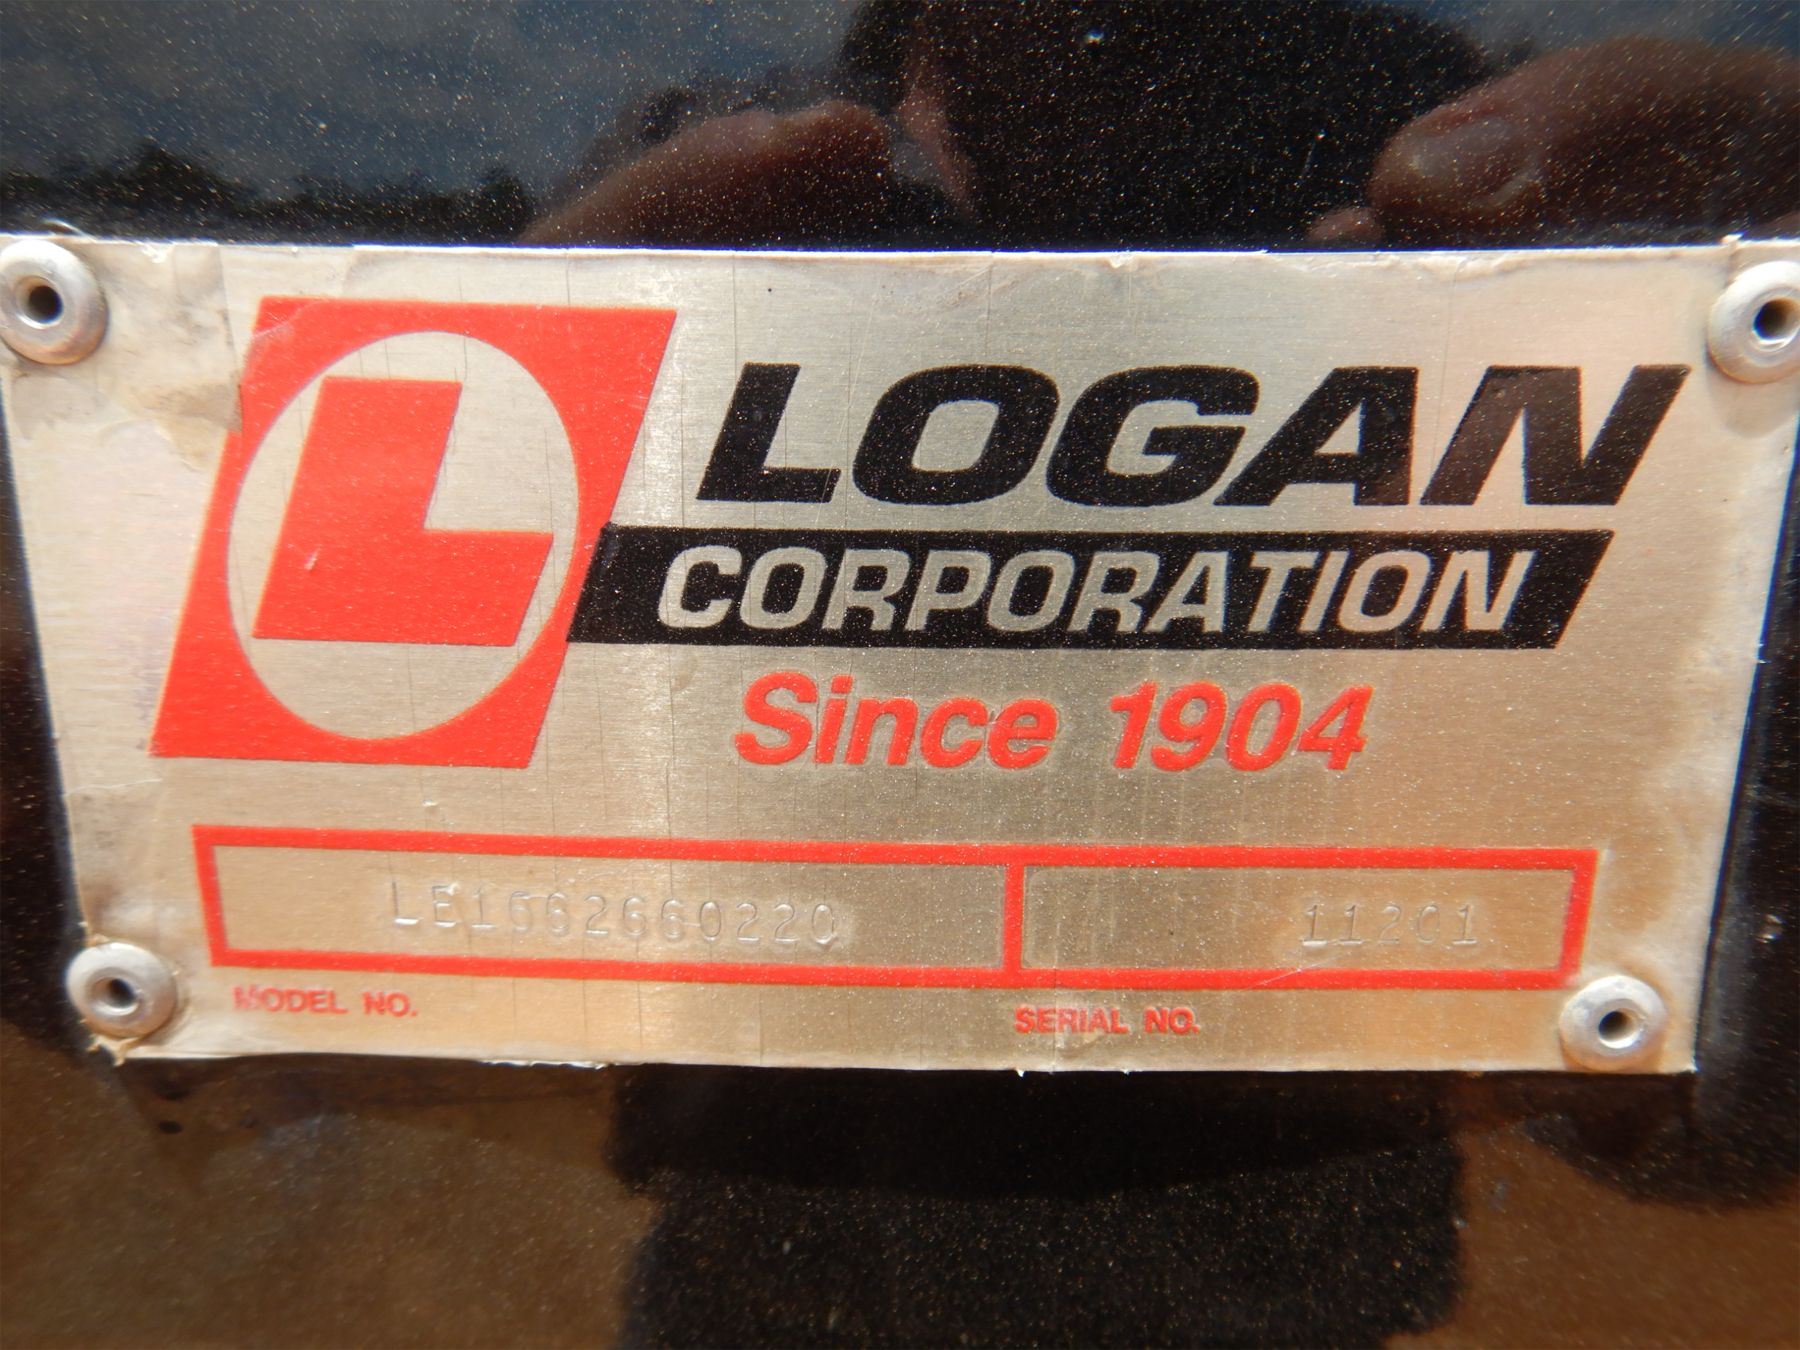 L
LOGAN
CORPORATION
Since 1904
LE1662660220 11201
MODEL NO. SERIAL NO.